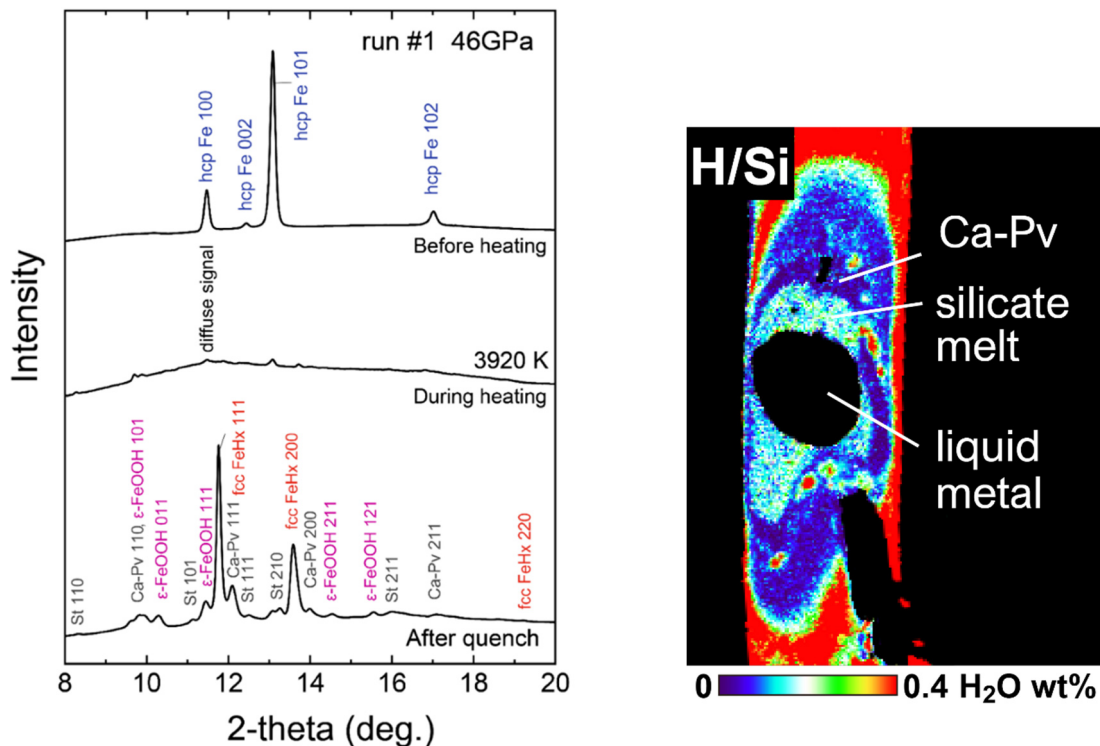 run #1 46GPa
hcp Fe 100
hcp Fe 002
hcp Fe 101
hcp Fe 102
Before heating
diffuse signal
3920 K
During heating
St 110
Ca-Pv 110, ε-FeOOH 101
ε-FeOOH 011
St 101
ε-FeOOH 111
fcc FeHx 111
Ca-Pv 111
St 111
St 210
fcc FeHx 200
Ca-Pv 200
ε-FeOOH 211
ε-FeOOH 121
St 211
Ca-Pv 211
fcc FeHx 220
After quench
Intensity
8 10 12 14 16 18 20
2-theta (deg.)
H/Si
Ca-Pv
silicate
melt
liquid
metal
0 0.4 H₂O wt%